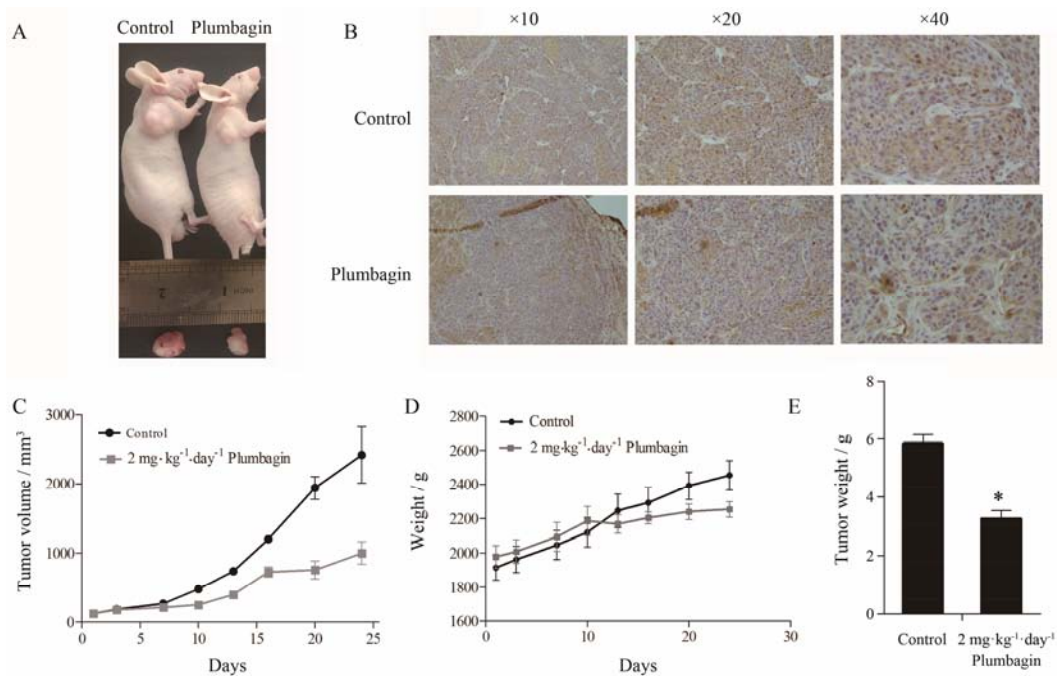 A
Control Plumbagin
2 1 INCH
B
×10 ×20 ×40
Control
Plumbagin
C
Tumor volume / mm³
3000
2000
1000
0
Control
2 mg·kg⁻¹·day⁻¹ Plumbagin
0 5 10 15 20 25
Days
D
Weight / g
2800
2600
2400
2200
2000
1800
1600
Control
2 mg·kg⁻¹·day⁻¹ Plumbagin
0 10 20 30
Days
E
Tumor weight / g
8
6
4
2
0
*
Control 2 mg·kg⁻¹·day⁻¹
Plumbagin